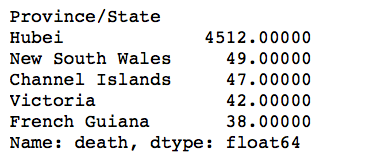 Province/State
Hubei             4512.00000
New South Wales     49.00000
Channel Islands     47.00000
Victoria            42.00000
French Guiana       38.00000
Name: death, dtype: float64